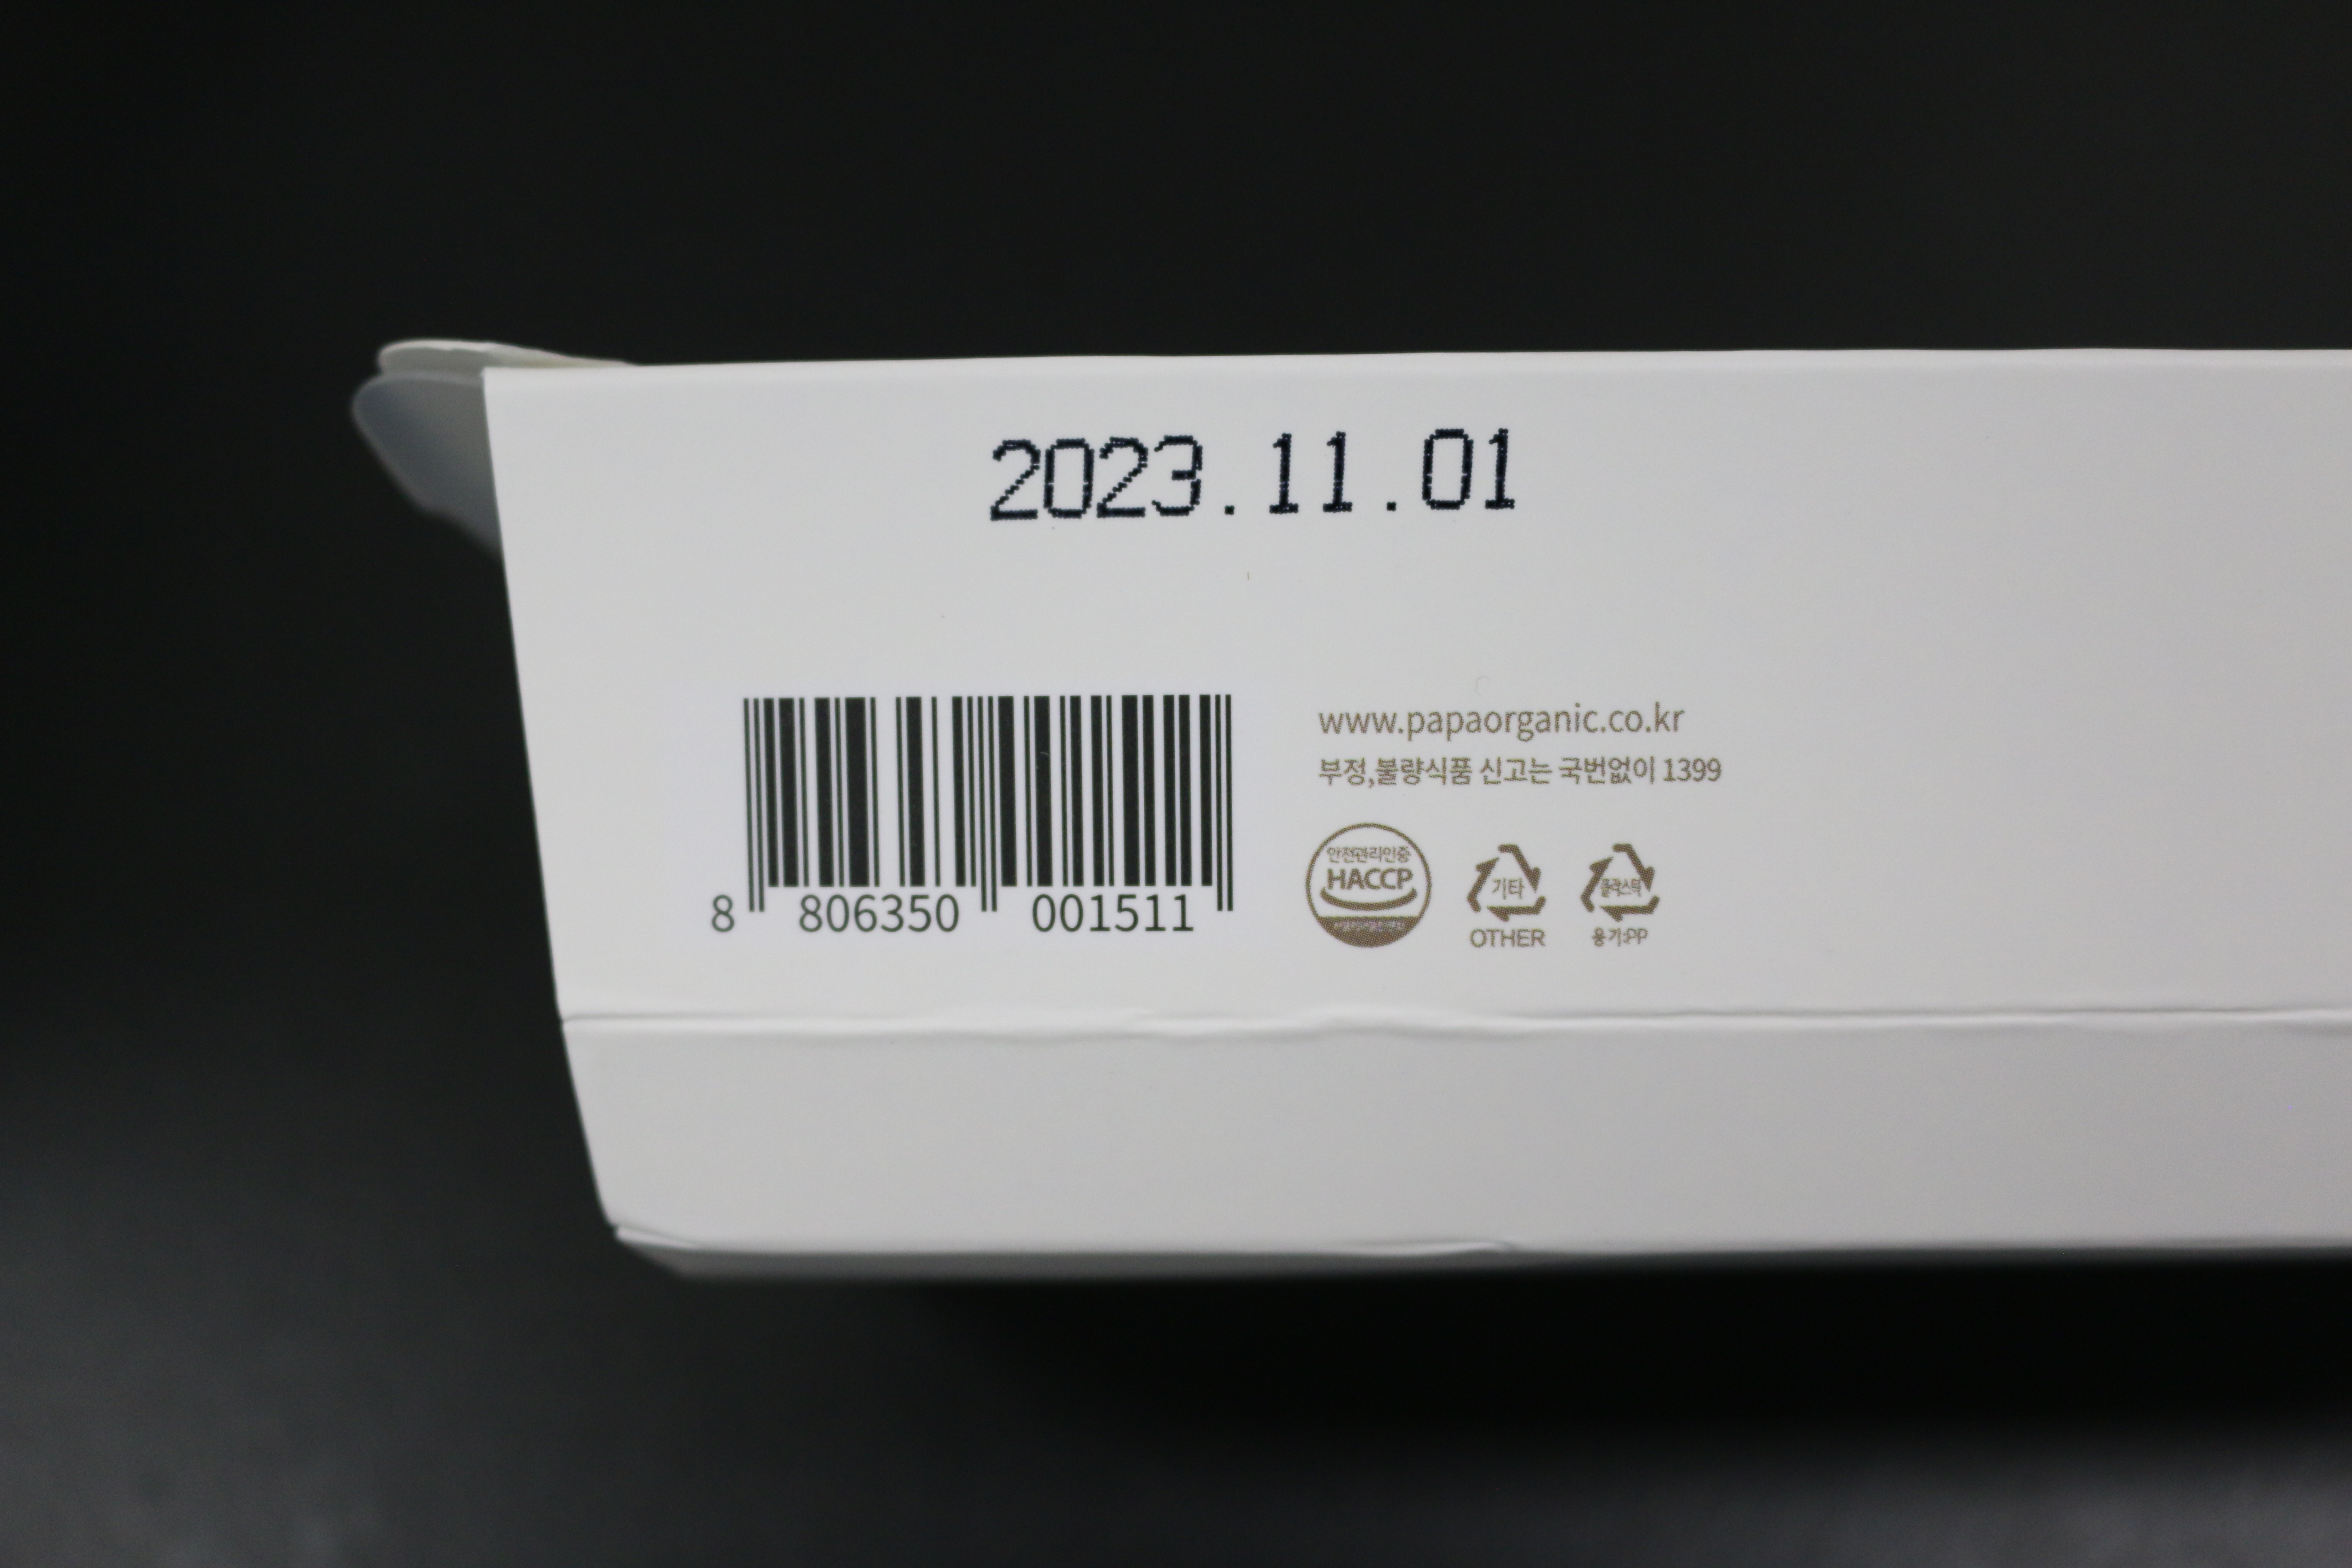 2023.11.01
8 806350 001511
www.papaorganic.co.kr
부정,불량식품 신고는 국번없이 1399
안전관리인증
HACCP
기타
OTHER
플라스틱
용기:PP